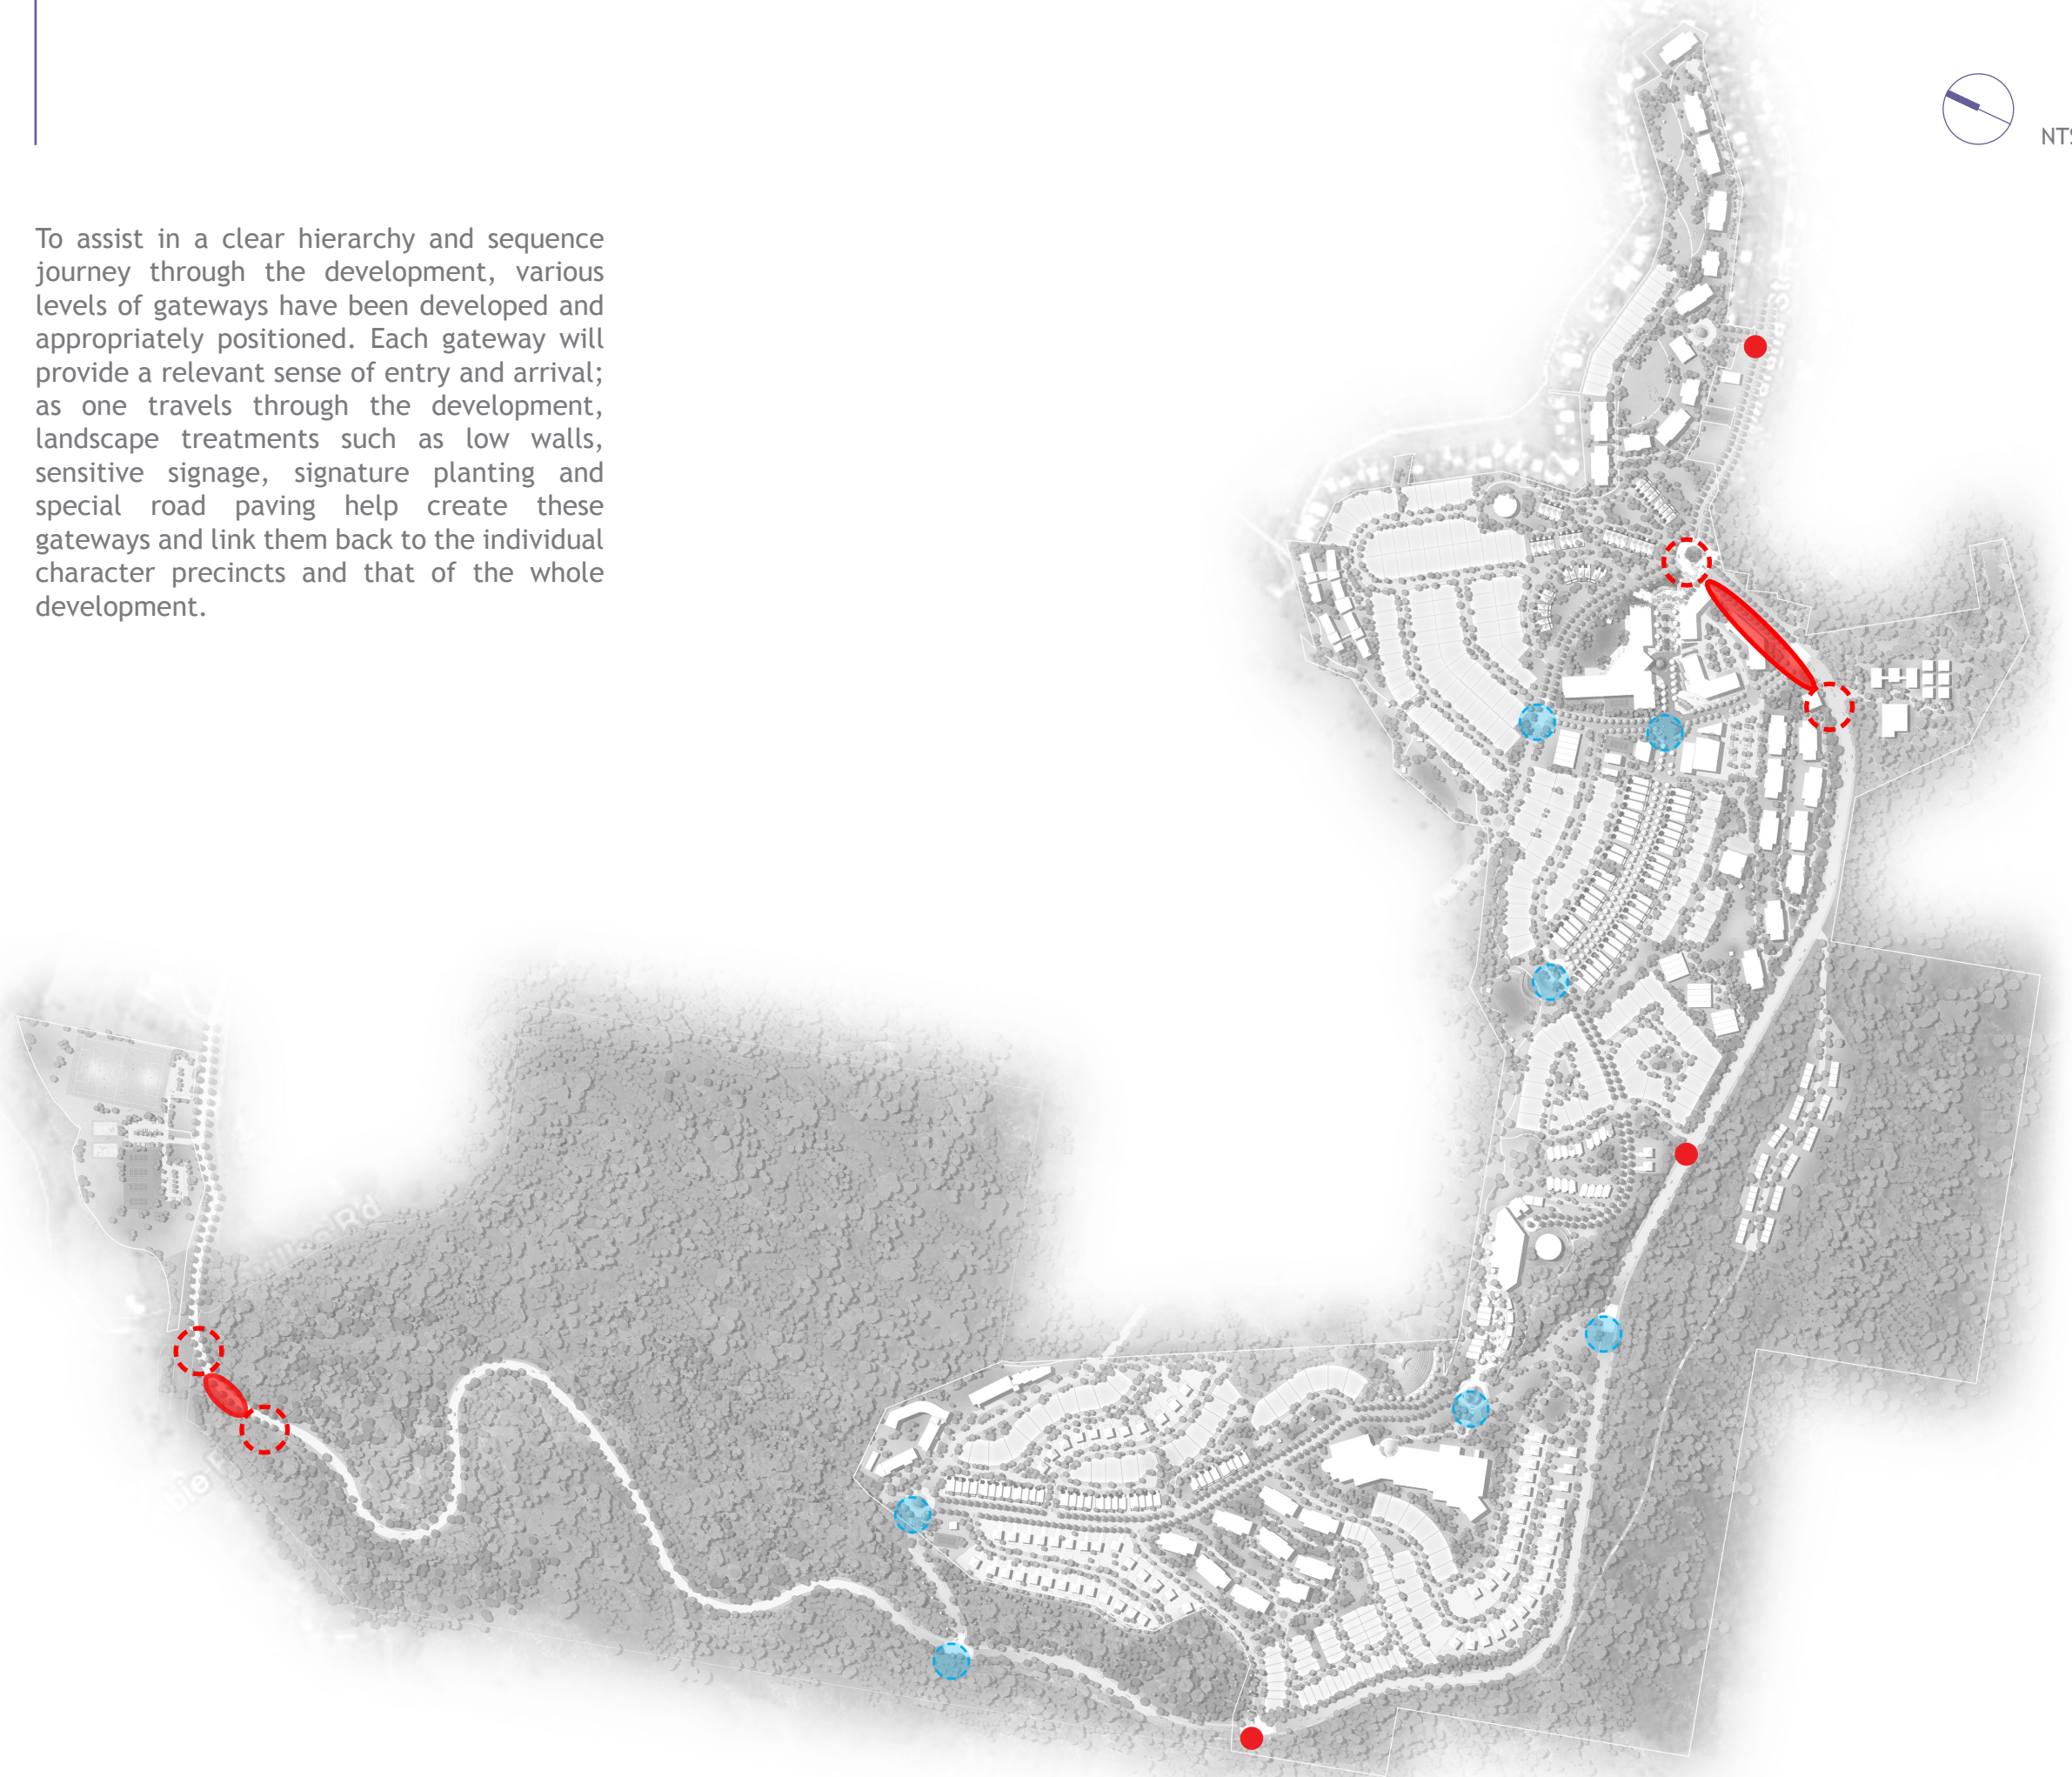 NTS
To assist in a clear hierarchy and sequence
journey through the development, various
levels of gateways have been developed and
appropriately positioned. Each gateway will
provide a relevant sense of entry and arrival;
as one travels through the development,
landscape treatments such as low walls,
sensitive signage, signature planting and
special road paving help create these
gateways and link them back to the individual
character precincts and that of the whole
development.